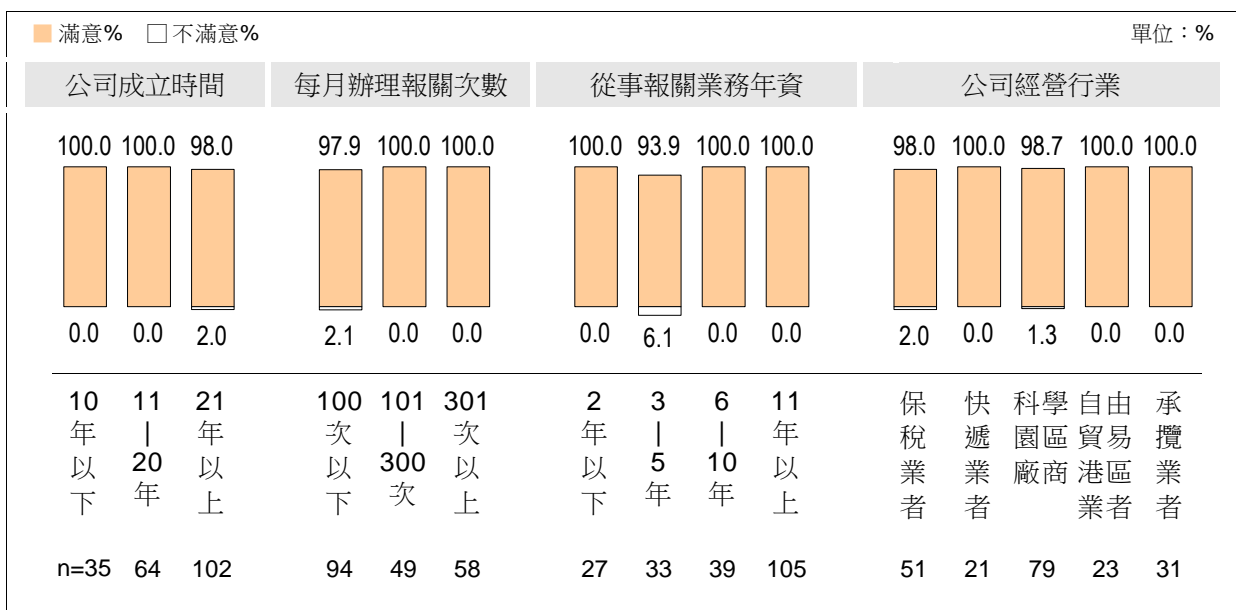 滿意% 不滿意% 單位：%
公司成立時間 每月辦理報關次數 從事報關業務年資 公司經營行業
100.0 100.0 98.0 97.9 100.0 100.0 100.0 93.9 100.0 100.0 98.0 100.0 98.7 100.0 100.0
0.0 0.0 2.0 2.1 0.0 0.0 0.0 6.1 0.0 0.0 2.0 0.0 1.3 0.0 0.0
10年以下
11|20年
21年以上
100次以下
101|300次
301次以上
2年以下
3|5年
6|10年
11年以上
保稅業者
快遞業者
科學園區廠商
自由貿易港區業者
承攬業者
n=35 64 102 94 49 58 27 33 39 105 51 21 79 23 31